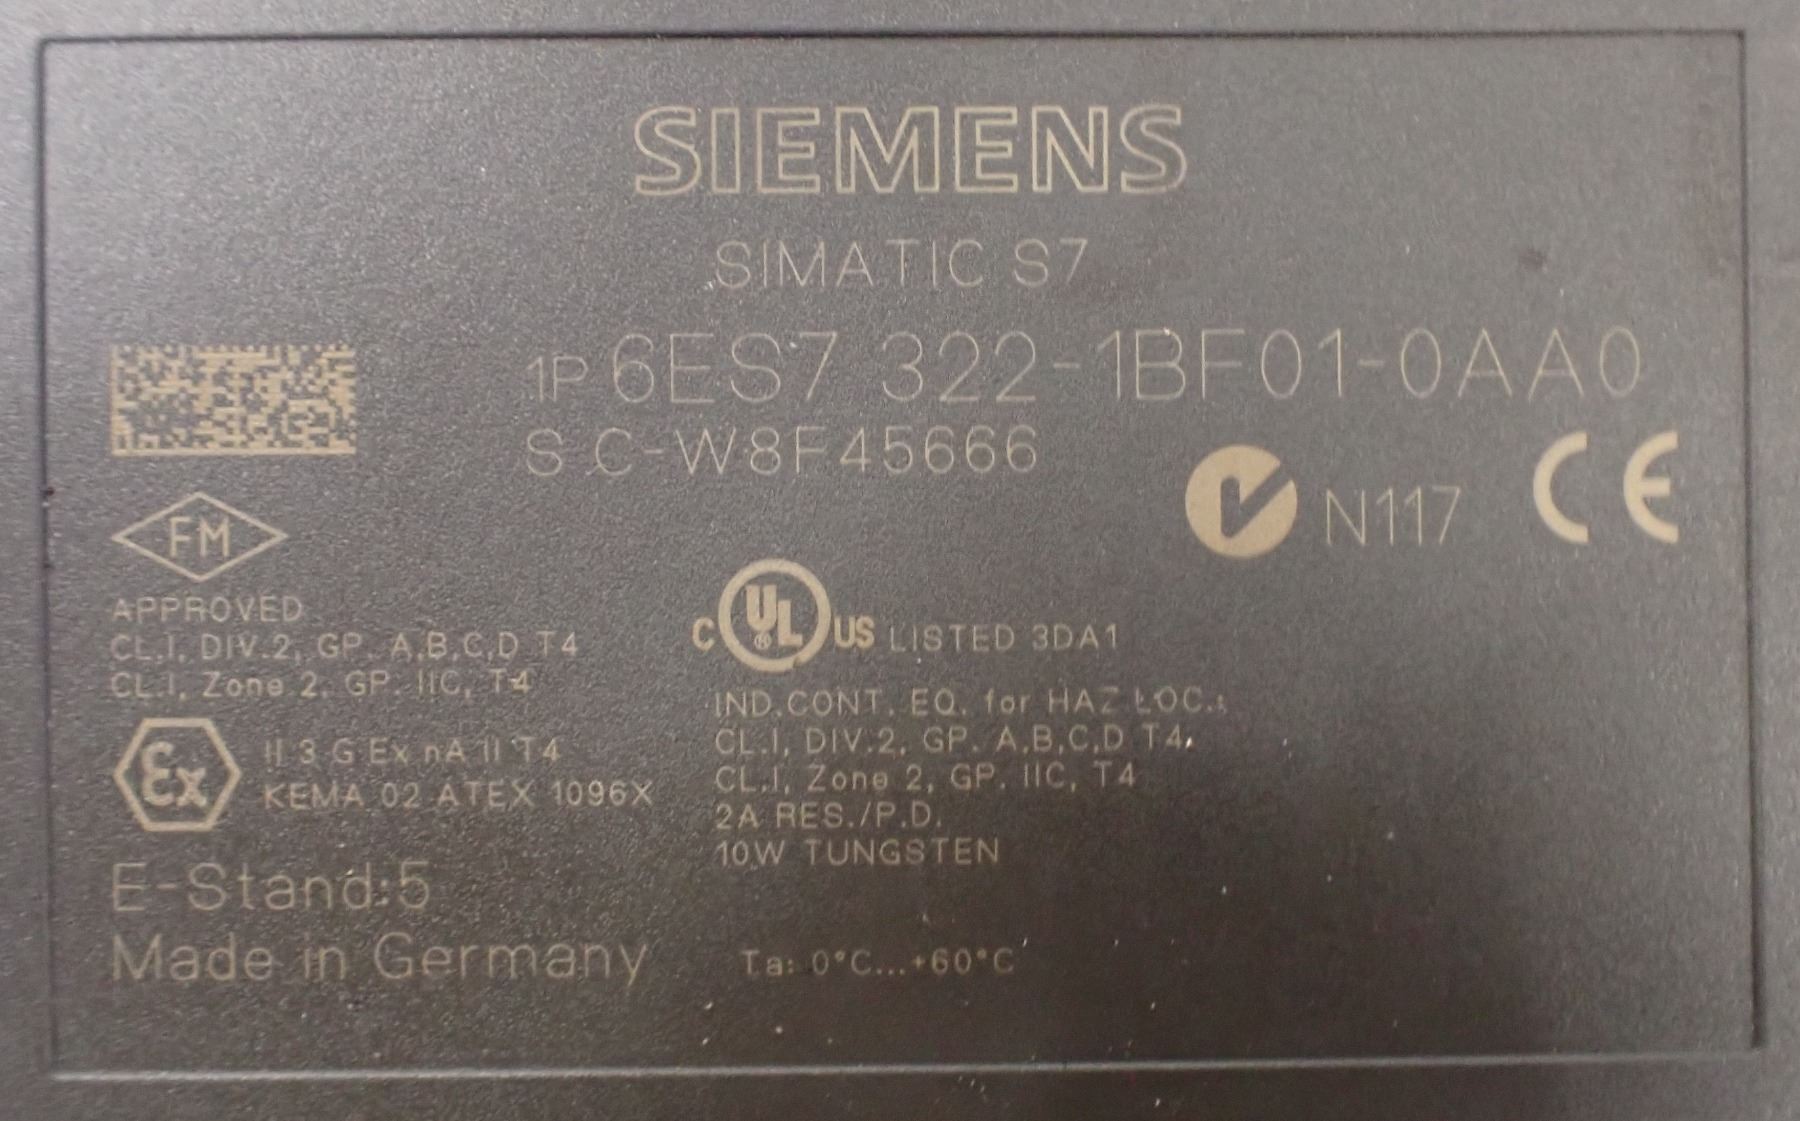 SIEMENS
SIMATIC S7
1P 6ES7 322-1BF01-0AA0
S C-W8F45666
N117 CE
FM
APPROVED
CL.I, DIV.2, GP. A,B,C,D T4
CL.I, Zone 2, GP. IIC, T4
Ex II 3 G Ex nA II T4
KEMA 02 ATEX 1096X
E-Stand:5
Made in Germany
C UL ® US LISTED 3DA1
IND.CONT. EQ. for HAZ LOC.:
CL.I, DIV.2, GP. A,B,C,D T4,
CL.I, Zone 2, GP. IIC, T4
2A RES./P.D.
10W TUNGSTEN
Ta: 0°C...+60°C